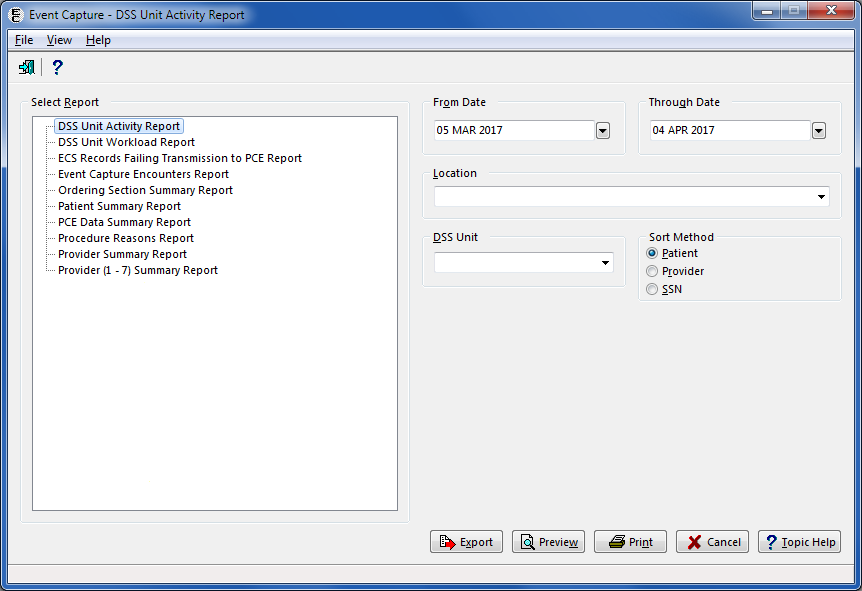 Event Capture - DSS Unit Activity Report
File View Help
Select Report
DSS Unit Activity Report
DSS Unit Workload Report
ECS Records Failing Transmission to PCE Report
Event Capture Encounters Report
Ordering Section Summary Report
Patient Summary Report
PCE Data Summary Report
Procedure Reasons Report
Provider Summary Report
Provider (1 - 7) Summary Report
From Date
05 MAR 2017
Through Date
04 APR 2017
Location
DSS Unit
Sort Method
Patient
Provider
SSN
Export Preview Print Cancel ? Topic Help